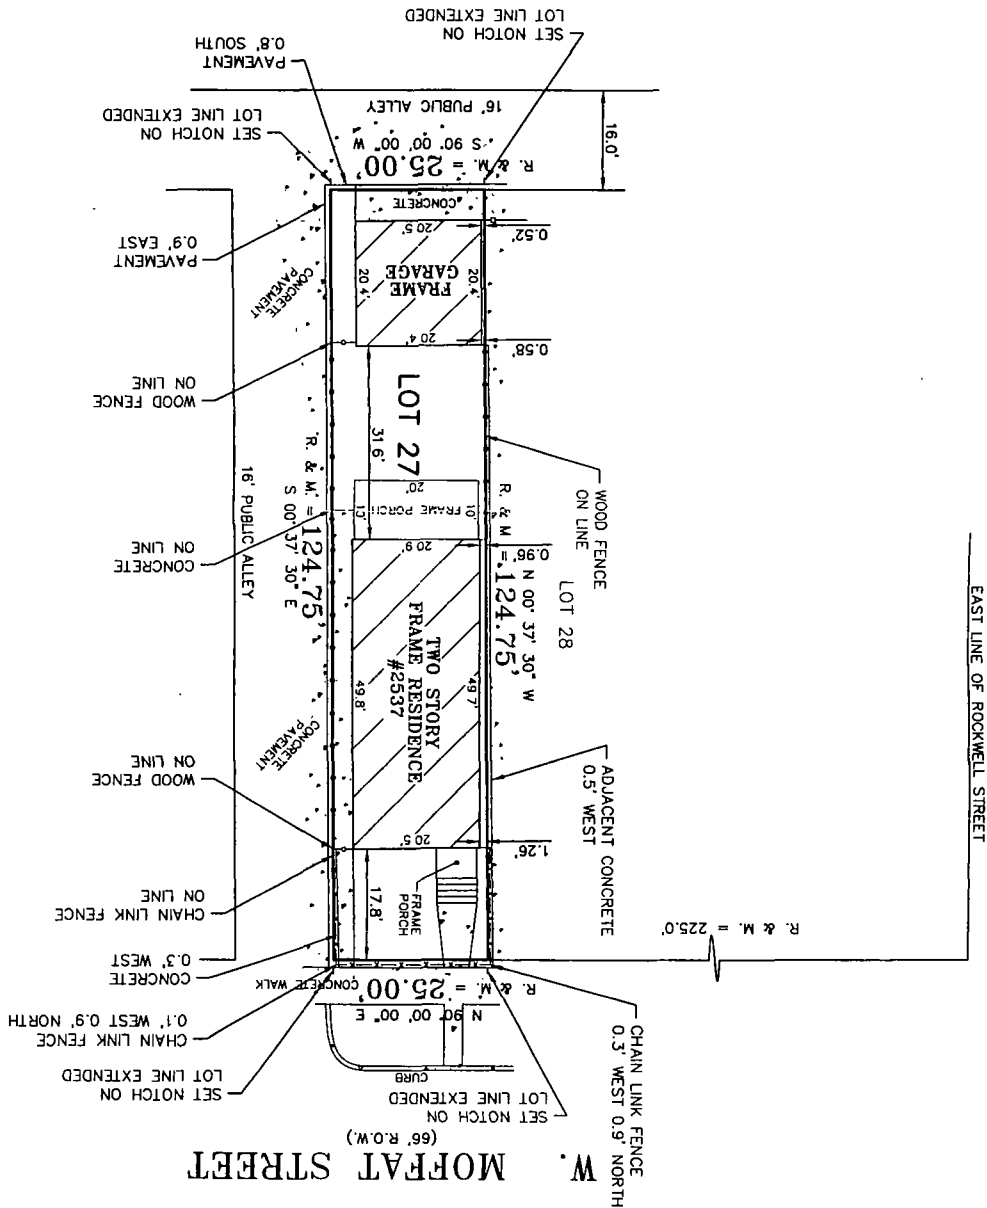 W. MOFFAT STREET
(66' R.O.W.)
SET NOTCH ON
LOT LINE EXTENDED
CURB
SET NOTCH ON
LOT LINE EXTENDED
CHAIN LINK FENCE
0.3' WEST 0.9' NORTH
N 90° 00' 00" E
R. & M. = 25.00'
CONCRETE WALK
CHAIN LINK FENCE
0.1' WEST 0.9' NORTH
CONCRETE
0.3' WEST
R. & M. = 225.0'
EAST LINE OF ROCKWELL STREET
17.8'
FRAME
PORCH
CHAIN LINK FENCE
ON LINE
1.26'
20.5'
WOOD FENCE
ON LINE
ADJACENT CONCRETE
0.5' WEST
CONCRETE
PAVEMENT
TWO STORY
FRAME RESIDENCE
#2537
49.7'
49.8'
LOT 28
N 00° 37' 30" W
R. & M. = 124.75'
R. & M. = 124.75'
S 00° 37' 30" E
16' PUBLIC ALLEY
0.96'
20.9'
10'
FRAME PORCH
10'
20'
CONCRETE
ON LINE
WOOD FENCE
ON LINE
31.6'
LOT 27
WOOD FENCE
ON LINE
0.58'
20.4'
FRAME
GARAGE
20.4'
20.4'
20.5'
0.52'
CONCRETE
PAVEMENT
PAVEMENT
0.9' EAST
CONCRETE
R. & M. = 25.00'
S 90° 00' 00" W
16' PUBLIC ALLEY
16.0'
SET NOTCH ON
LOT LINE EXTENDED
PAVEMENT
0.8' SOUTH
SET NOTCH ON
LOT LINE EXTENDED